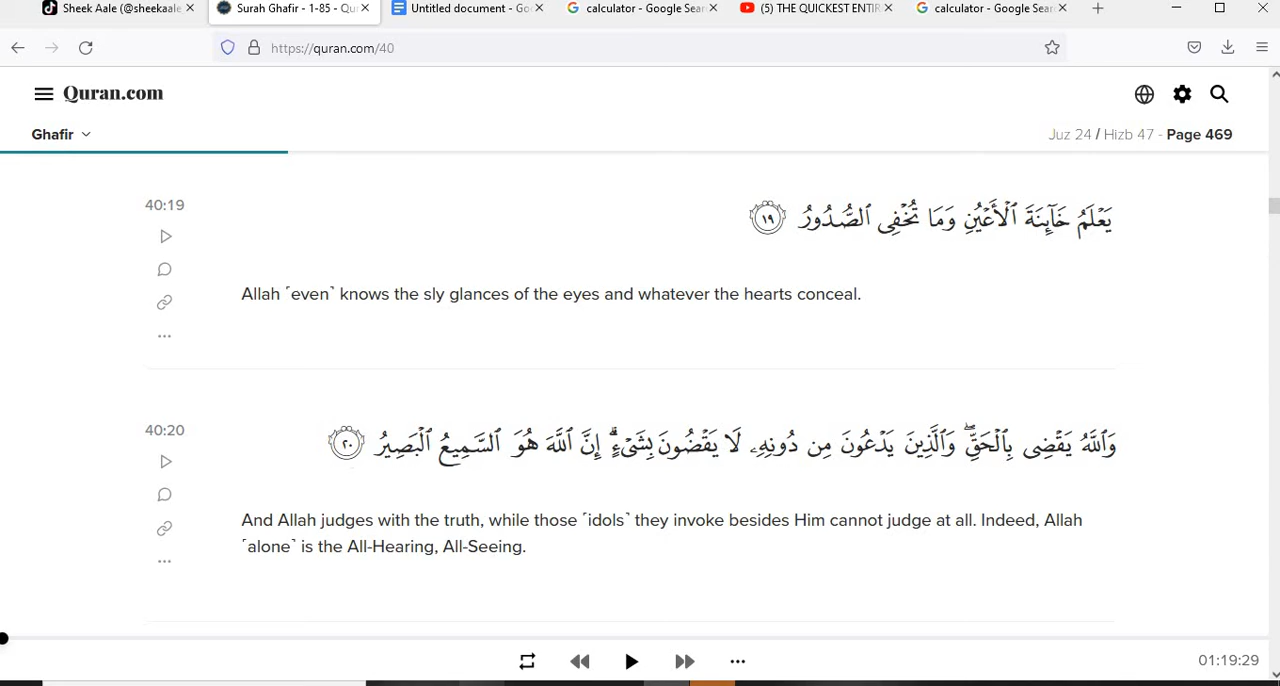 Sheek Aale (@sheekaale
Surah Ghafir - 1-85 - Qu
Untitled document - Go
calculator - Google Sear
(5) THE QUICKEST ENTIR
calculator - Google Sear
https://quran.com/40
Quran.com
Ghafir
Juz 24 / Hizb 47 - Page 469
40:19
يَعْلَمُ خَآئِنَةَ ٱلْأَعْيُنِ وَمَا تُخْفِى ٱلصُّدُورُ ١٩
Allah ˹even˺ knows the sly glances of the eyes and whatever the hearts conceal.
40:20
وَٱللَّهُ يَقْضِى بِٱلْحَقِّ ۖ وَٱلَّذِينَ يَدْعُونَ مِن دُونِهِۦ لَا يَقْضُونَ بِشَىْءٍ ۗ إِنَّ ٱللَّهَ هُوَ ٱلسَّمِيعُ ٱلْبَصِيرُ ٢٠
And Allah judges with the truth, while those ˹idols˺ they invoke besides Him cannot judge at all. Indeed, Allah
˹alone˺ is the All-Hearing, All-Seeing.
01:19:29